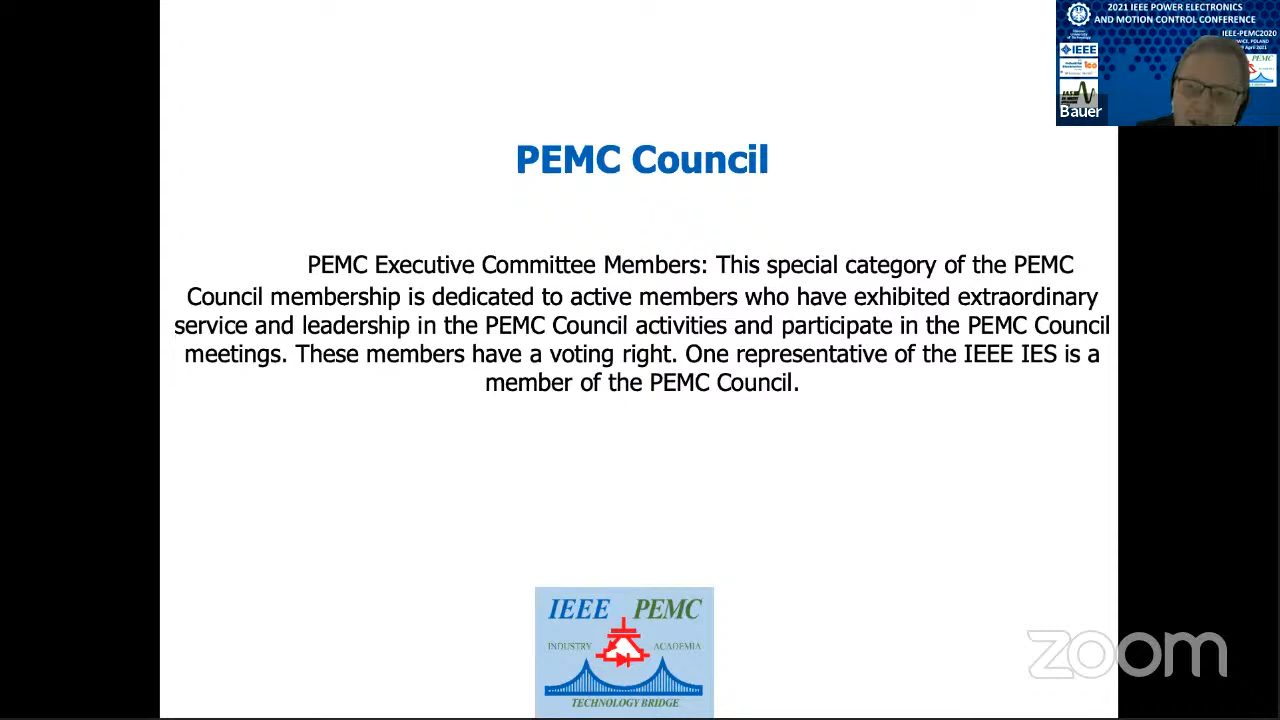 2021 IEEE POWER ELECTRONICS
AND MOTION CONTROL CONFERENCE
IEEE-PEMC2020
April 2021
IEEE
PEMC
Bauer
PEMC Council
PEMC Executive Committee Members: This special category of the PEMC
Council membership is dedicated to active members who have exhibited extraordinary
service and leadership in the PEMC Council activities and participate in the PEMC Council
meetings. These members have a voting right. One representative of the IEEE IES is a
member of the PEMC Council.
IEEE PEMC
INDUSTRY ACADEMIA
TECHNOLOGY BRIDGE
zoom